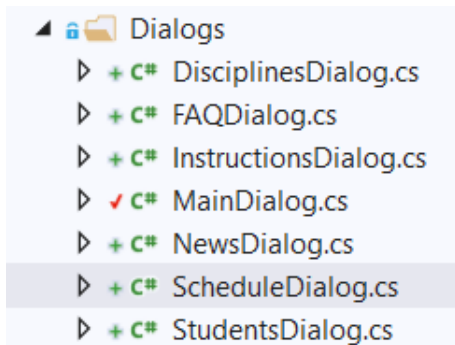 Dialogs
C# DisciplinesDialog.cs
C# FAQDialog.cs
C# InstructionsDialog.cs
C# MainDialog.cs
C# NewsDialog.cs
C# ScheduleDialog.cs
C# StudentsDialog.cs